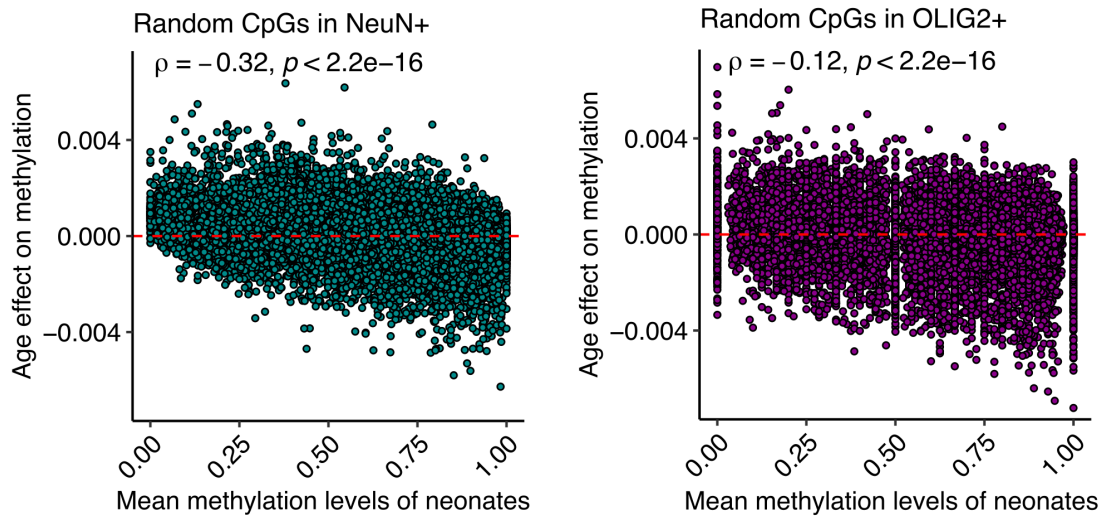 Random CpGs in NeuN+
ρ = −0.32, p < 2.2e−16
Age effect on methylation
0.004
0.000
−0.004
0.00
0.25
0.50
0.75
1.00
Mean methylation levels of neonates
Random CpGs in OLIG2+
ρ = −0.12, p < 2.2e−16
Age effect on methylation
0.004
0.000
−0.004
0.00
0.25
0.50
0.75
1.00
Mean methylation levels of neonates